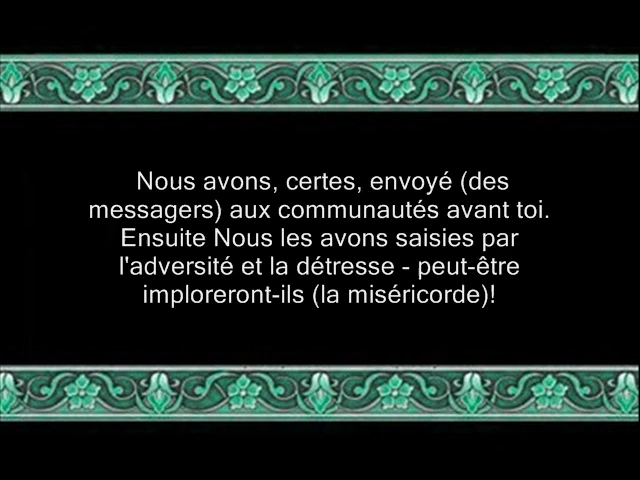 Nous avons, certes, envoyé (des
messagers) aux communautés avant toi.
Ensuite Nous les avons saisies par
l'adversité et la détresse - peut-être
imploreront-ils (la miséricorde)!